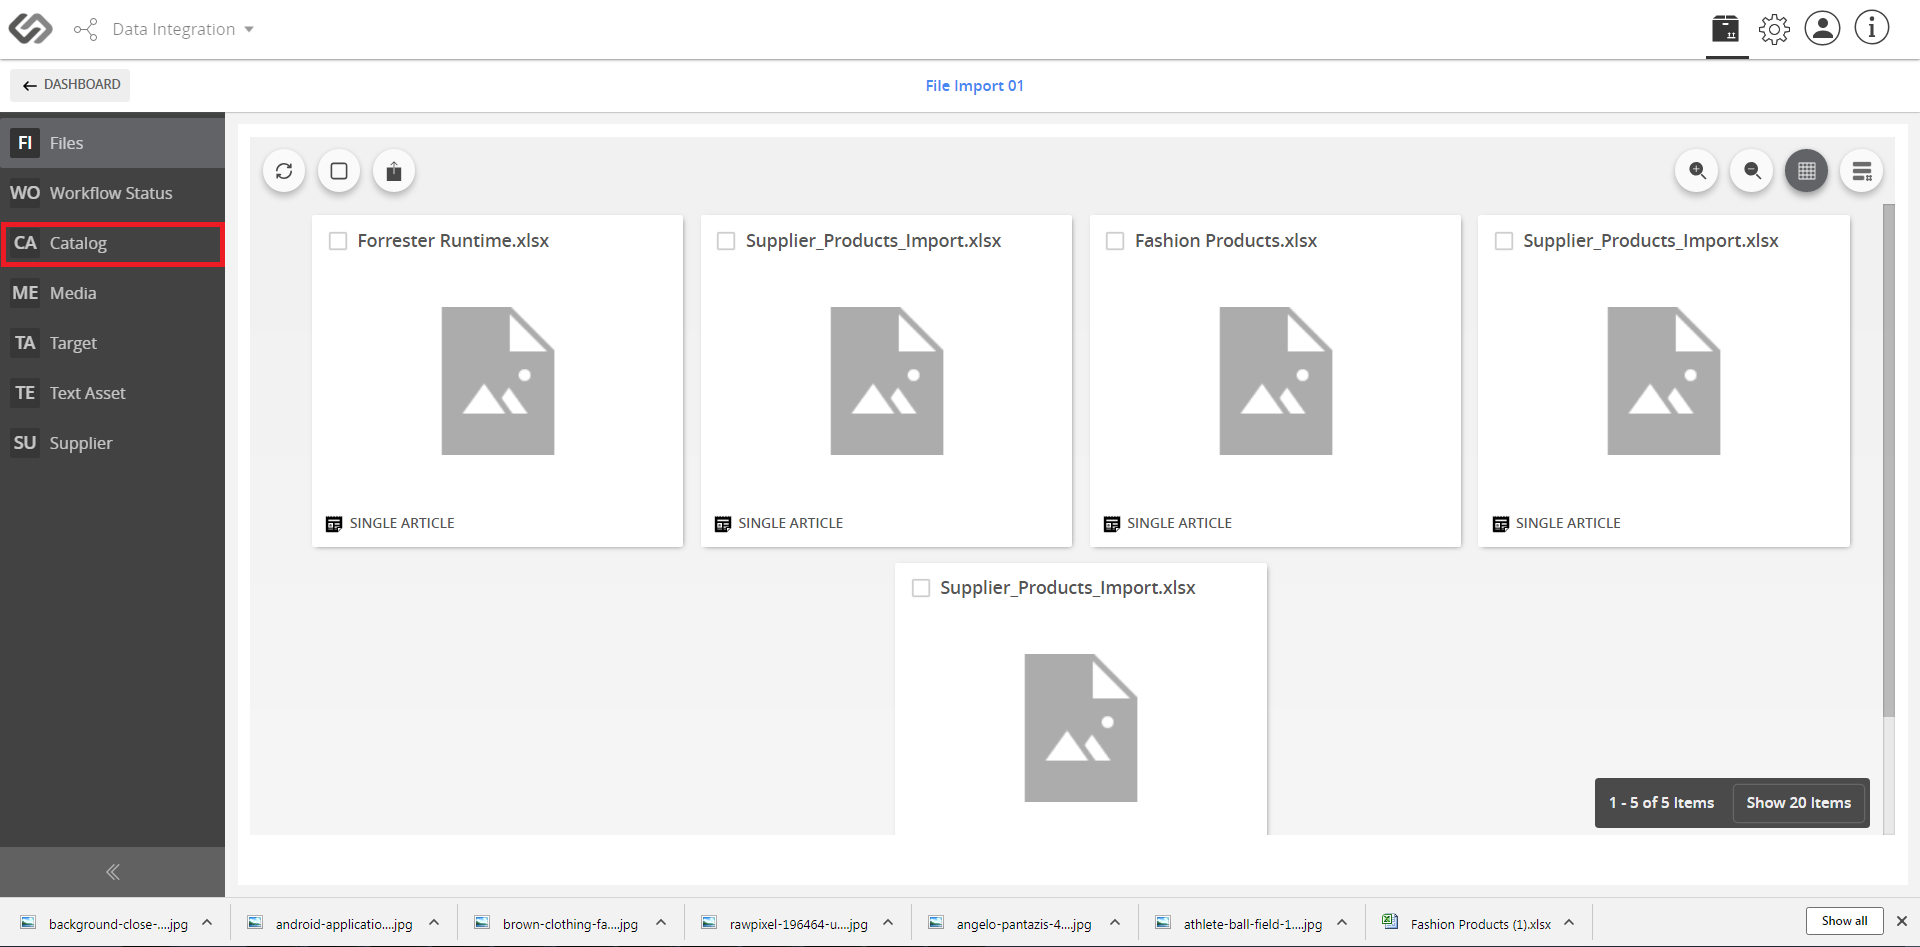 Data Integration
DASHBOARD
File Import 01
FI Files
WO Workflow Status
CA Catalog
ME Media
TA Target
TE Text Asset
SU Supplier
Forrester Runtime.xlsx
SINGLE ARTICLE
Supplier_Products_Import.xlsx
SINGLE ARTICLE
Fashion Products.xlsx
SINGLE ARTICLE
Supplier_Products_Import.xlsx
SINGLE ARTICLE
Supplier_Products_Import.xlsx
1 - 5 of 5 Items
Show 20 Items
background-close-....jpg
android-applicatio....jpg
brown-clothing-fa....jpg
rawpixel-196464-u....jpg
angelo-pantazis-4....jpg
athlete-ball-field-1....jpg
Fashion Products (1).xlsx
Show all